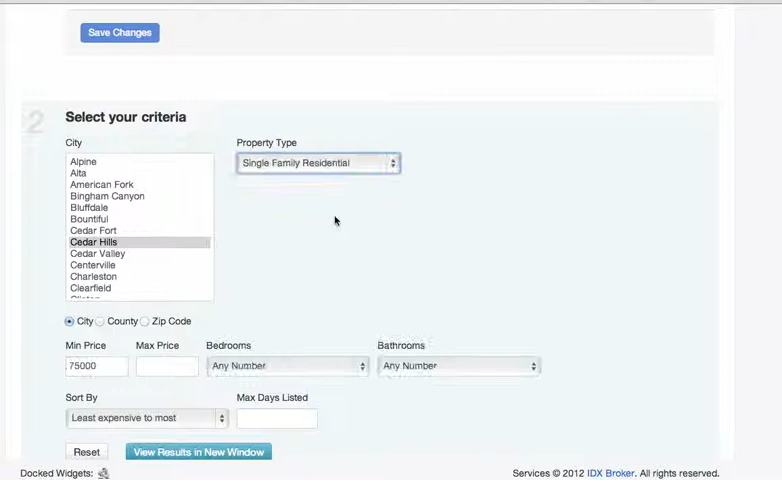 Save Changes
2
Select your criteria
City
Property Type
Alpine
Alta
American Fork
Bingham Canyon
Bluffdale
Bountiful
Cedar Fort
Cedar Hills
Cedar Valley
Centerville
Charleston
Clearfield
Clinton
Single Family Residential
City County Zip Code
Min Price Max Price Bedrooms Bathrooms
75000 Any Number Any Number
Sort By Max Days Listed
Least expensive to most
Reset View Results in New Window
Docked Widgets: Services © 2012 IDX Broker. All rights reserved.